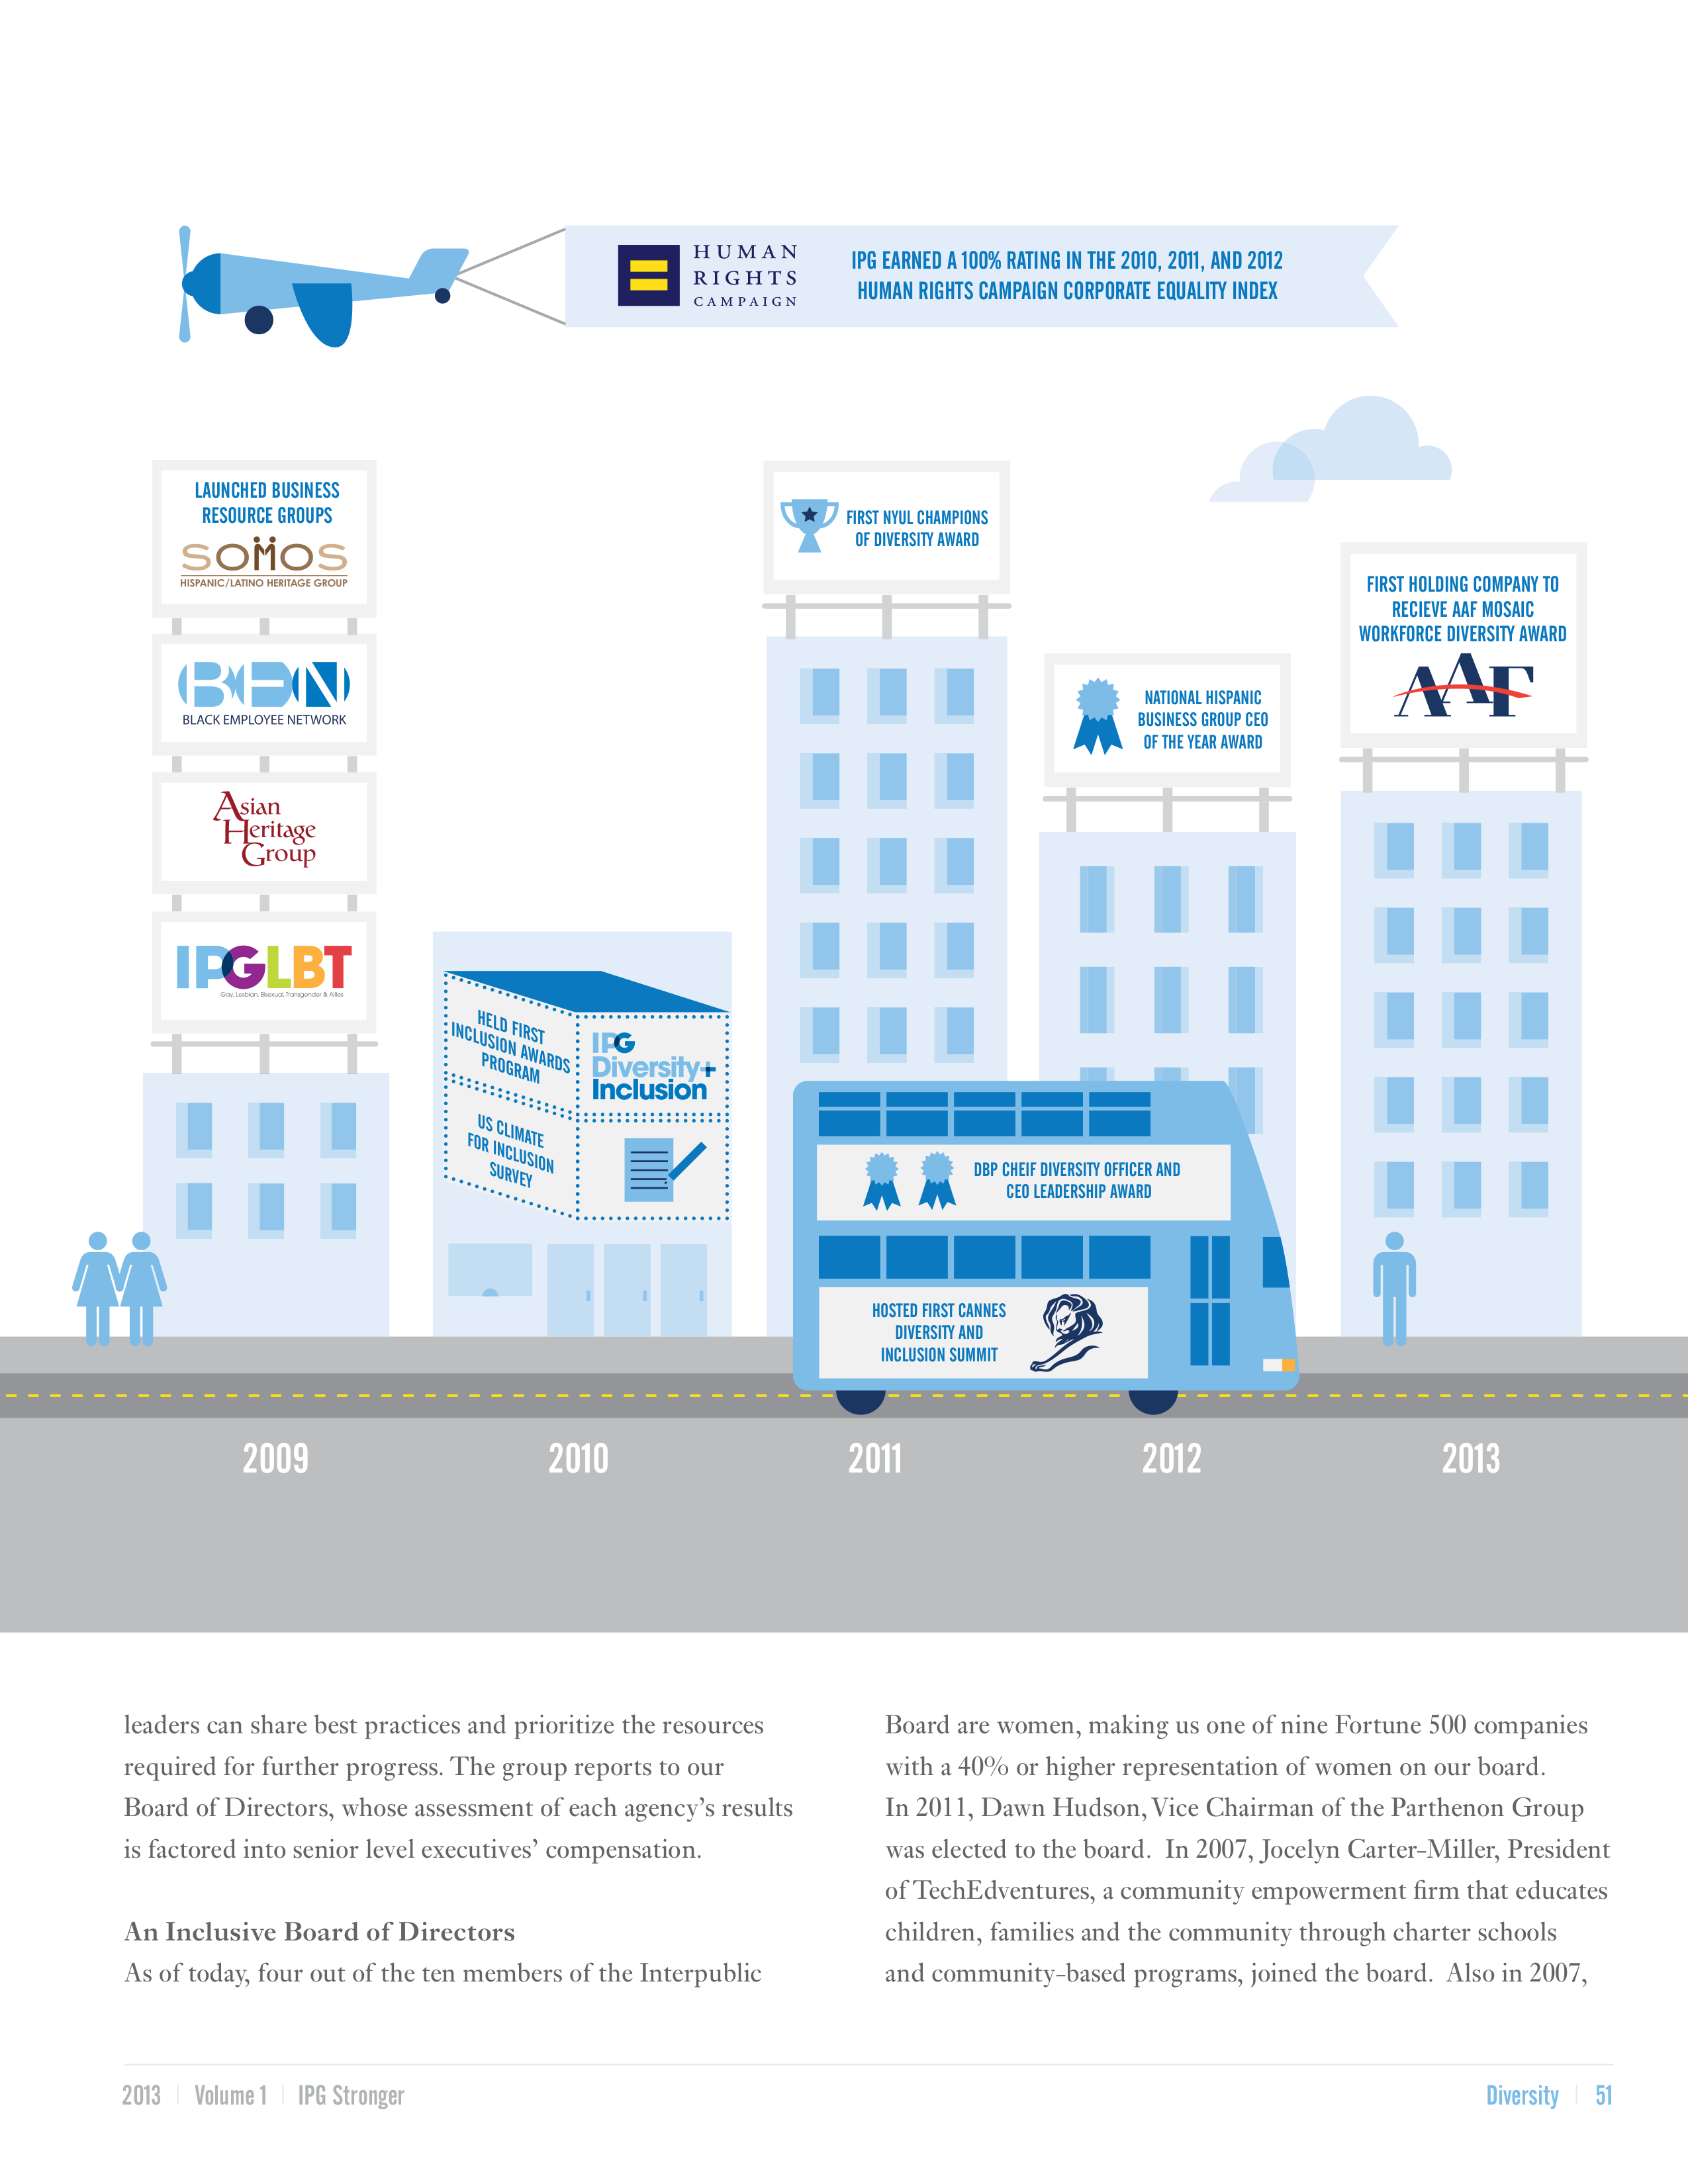 HUMAN
RIGHTS
CAMPAIGN
IPG EARNED A 100% RATING IN THE 2010, 2011, AND 2012
HUMAN RIGHTS CAMPAIGN CORPORATE EQUALITY INDEX
LAUNCHED BUSINESS
RESOURCE GROUPS
SOMOS
HISPANIC/LATINO HERITAGE GROUP
BEN
BLACK EMPLOYEE NETWORK
Asian
Heritage
Group
IPGLBT
Gay, Lesbian, Bisexual, Transgender & Allies
HELD FIRST
INCLUSION AWARDS
PROGRAM
IPG
Diversity+
Inclusion
US CLIMATE
FOR INCLUSION
SURVEY
FIRST NYUL CHAMPIONS
OF DIVERSITY AWARD
NATIONAL HISPANIC
BUSINESS GROUP CEO
OF THE YEAR AWARD
FIRST HOLDING COMPANY TO
RECIEVE AAF MOSAIC
WORKFORCE DIVERSITY AWARD
AAF
DBP CHEIF DIVERSITY OFFICER AND
CEO LEADERSHIP AWARD
HOSTED FIRST CANNES
DIVERSITY AND
INCLUSION SUMMIT
2009
2010
2011
2012
2013
leaders can share best practices and prioritize the resources
required for further progress. The group reports to our
Board of Directors, whose assessment of each agency's results
is factored into senior level executives' compensation.
An Inclusive Board of Directors
As of today, four out of the ten members of the Interpublic
Board are women, making us one of nine Fortune 500 companies
with a 40% or higher representation of women on our board.
In 2011, Dawn Hudson, Vice Chairman of the Parthenon Group
was elected to the board. In 2007, Jocelyn Carter-Miller, President
of TechEdventures, a community empowerment firm that educates
children, families and the community through charter schools
and community-based programs, joined the board. Also in 2007,
2013 | Volume 1 | IPG Stronger
Diversity | 51